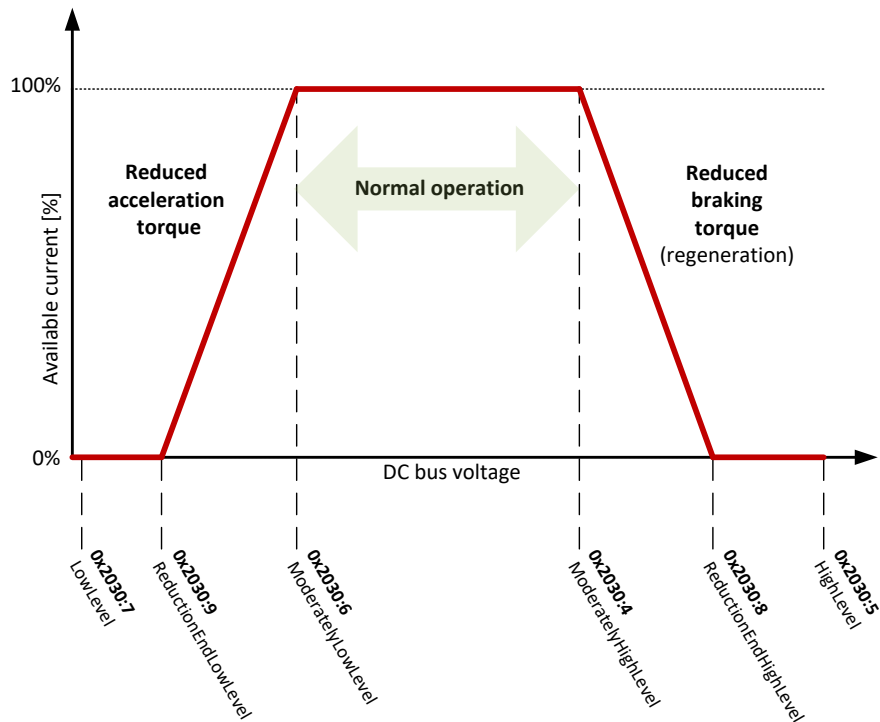 100%
Reduced
acceleration
torque
Normal operation
Reduced
braking
torque
(regeneration)
Available current [%]
0%
DC bus voltage
0x2030:7
LowLevel
0x2030:9
ReductionEndLowLevel
0x2030:6
ModeratelyLowLevel
0x2030:4
ModeratelyHighLevel
0x2030:8
ReductionEndHighLevel
0x2030:5
HighLevel